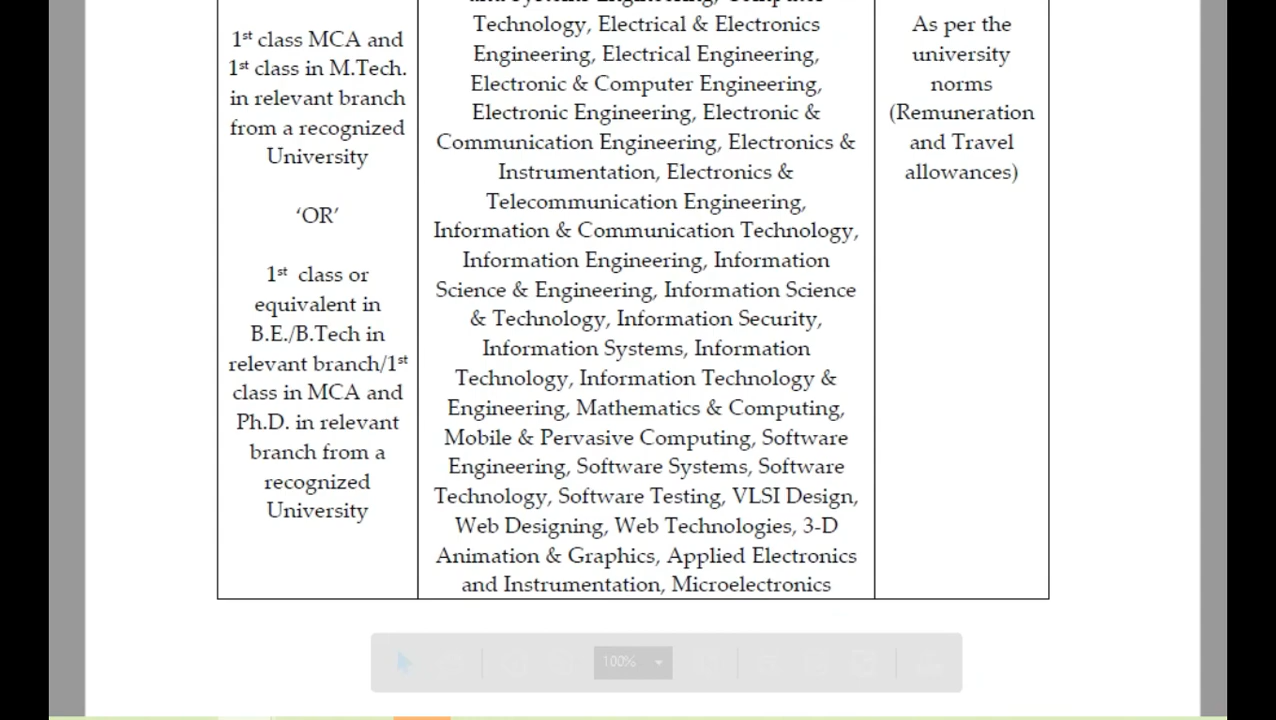 1st class MCA and
1st class in M.Tech.
in relevant branch
from a recognized
University
‘OR’
1st class or
equivalent in
B.E./B.Tech in
relevant branch/1st
class in MCA and
Ph.D. in relevant
branch from a
recognized
University
and Systems Engineering, Computer
Technology, Electrical & Electronics
Engineering, Electrical Engineering,
Electronic & Computer Engineering,
Electronic Engineering, Electronic &
Communication Engineering, Electronics &
Instrumentation, Electronics &
Telecommunication Engineering,
Information & Communication Technology,
Information Engineering, Information
Science & Engineering, Information Science
& Technology, Information Security,
Information Systems, Information
Technology, Information Technology &
Engineering, Mathematics & Computing,
Mobile & Pervasive Computing, Software
Engineering, Software Systems, Software
Technology, Software Testing, VLSI Design,
Web Designing, Web Technologies, 3-D
Animation & Graphics, Applied Electronics
and Instrumentation, Microelectronics
As per the
university
norms
(Remuneration
and Travel
allowances)
100%